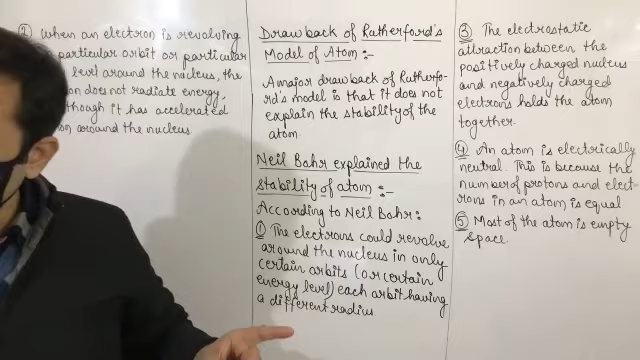 ② When an electron is revolving
particular orbit or particular
level around the nucleus, the
on does not radiate energy,
though it has accelerated
on around the nucleus.
Drawback of Rutherford's
Model of Atom :-
A major drawback of Rutherfo-
rd's model is that it does not
explain the stability of the
atom.
Neil Bohr explained the
stability of atom :-
According to Neil Bohr:
① The electrons could revolve
around the nucleus in only
certain orbits (or certain
energy level) each orbit having
a different radius.
③ The electrostatic
attraction between the
positively charged nucleus
and negatively charged
electrons holds the atom
together.
④ An atom is electrically
neutral. This is because the
number of protons and elect-
rons in an atom is equal
⑤ Most of the atom is empty
space.